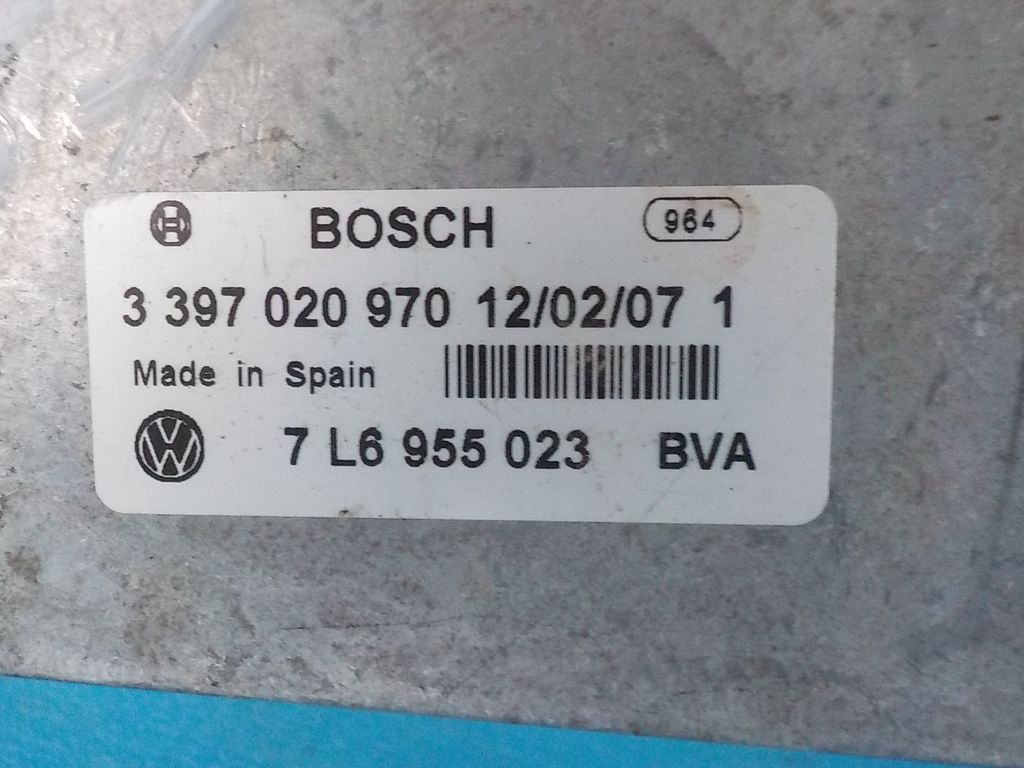 BOSCH 964
3 397 020 970 12/02/07 1
Made in Spain
7 L6 955 023 BVA